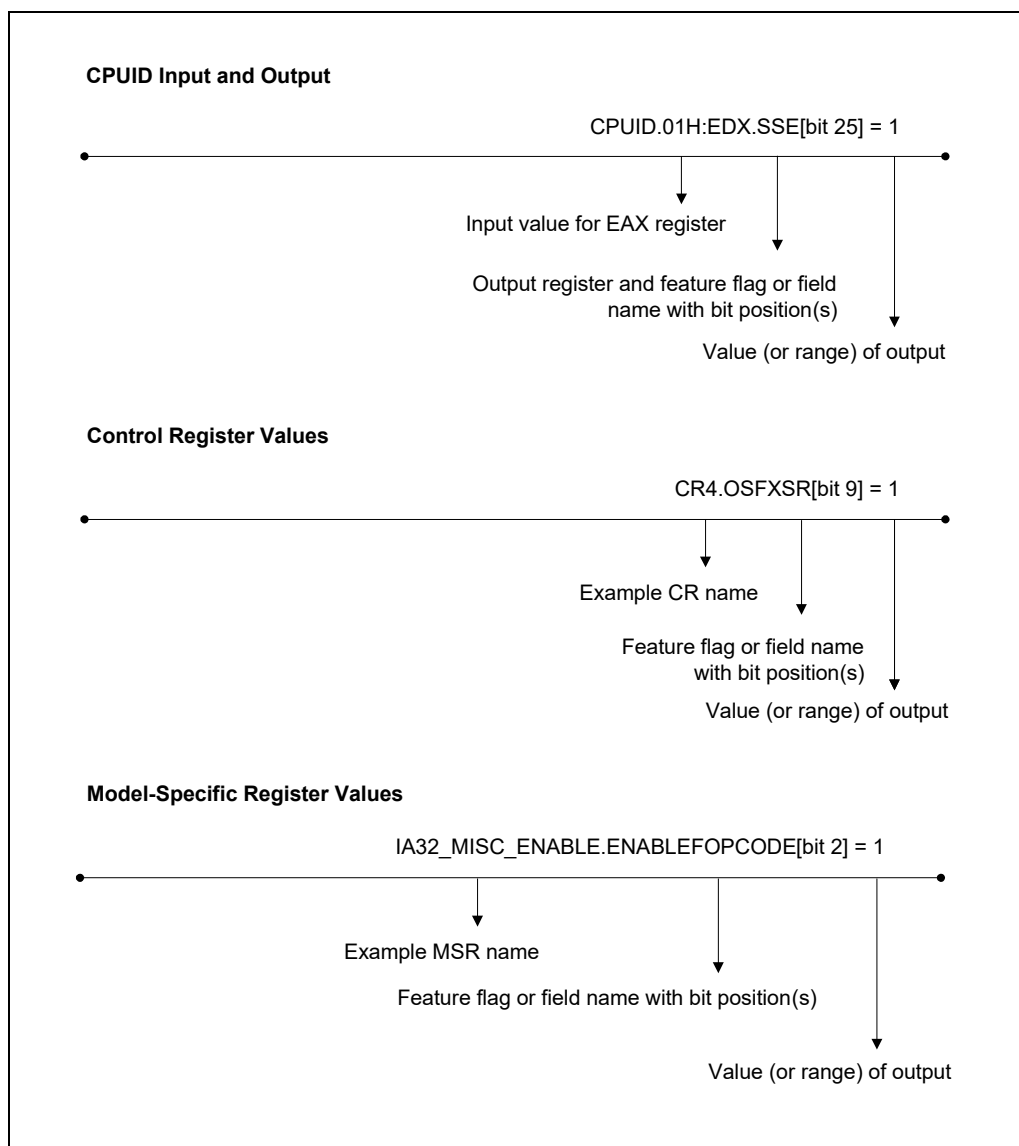 CPUID Input and Output
CPUID.01H:EDX.SSE[bit 25] = 1
Input value for EAX register
Output register and feature flag or field
name with bit position(s)
Value (or range) of output
Control Register Values
CR4.OSFXSR[bit 9] = 1
Example CR name
Feature flag or field name
with bit position(s)
Value (or range) of output
Model-Specific Register Values
IA32_MISC_ENABLE.ENABLEFOPCODE[bit 2] = 1
Example MSR name
Feature flag or field name with bit position(s)
Value (or range) of output